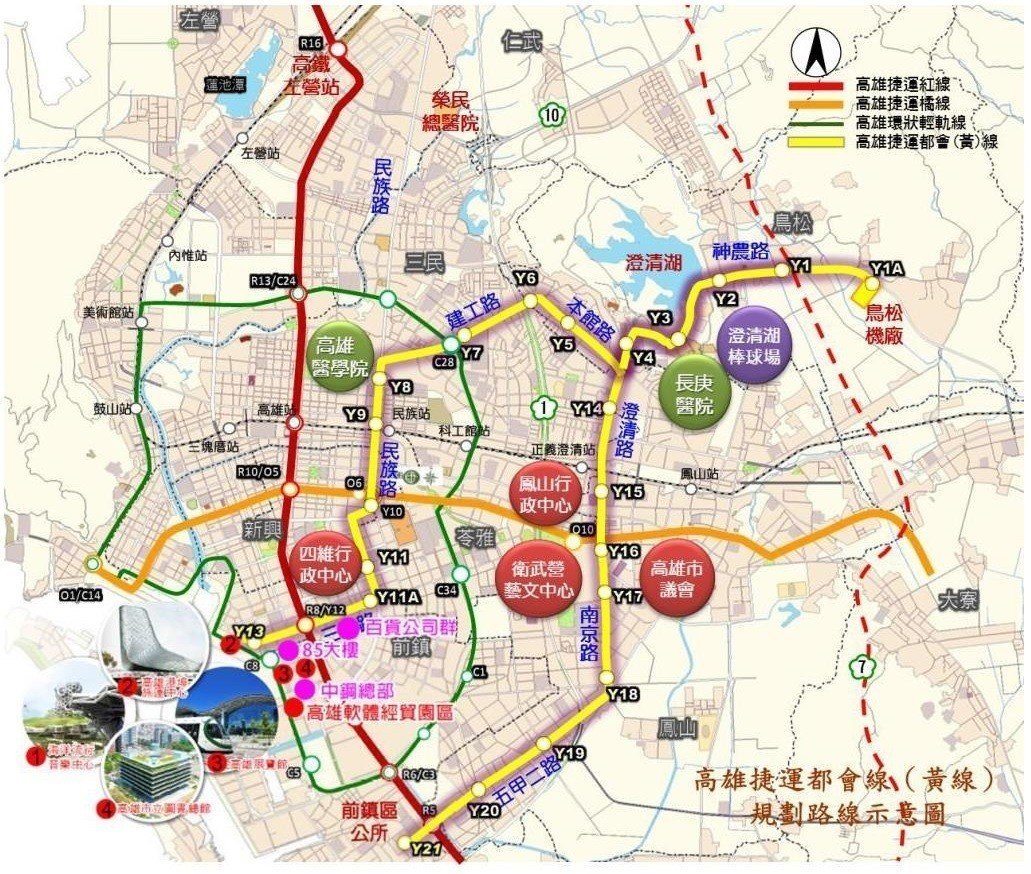 左營
仁武
R16
高鐵
左營站
蓮池潭
榮民
總醫院
10
高雄捷運紅線
高雄捷運橘線
高雄環狀輕軌線
高雄捷運都會(黃)線
左營站
民族路
內惟站
三民
澄清湖
神農路
鳥松
Y1
Y1A
Y2
R13/C24
美術館站
Y6
建工路
本館路
Y3
澄清湖
棒球場
鳥松
機廠
高雄
醫學院
Y7
C28
Y5
Y4
長庚
醫院
Y8
鼓山站
高雄站
Y9
民族站
1
Y14
澄清路
三塊厝站
科工館站
正義澄清站
R10/O5
O6
民族路
鳳山站
鳳山行
政中心
Y15
Y10
新興
苓雅
O10
四維行
政中心
Y11
Y16
衛武營
藝文中心
高雄市
議會
O1/C14
C34
Y17
大寮
Y11A
R8/Y12
南京路
Y13
三多路
百貨公司群
2
85大樓
前鎮
7
C8
3
4
C1
中鋼總部
Y18
高雄軟體經貿園區
2
高雄港埠
旅運中心
鳳山
1
海洋流行
音樂中心
3
高雄展覽館
C5
R6/C3
Y19
五甲二路
高雄捷運都會線（黃線）
規劃路線示意圖
4
高雄市立圖書總館
前鎮區
公所
R5
Y20
Y21